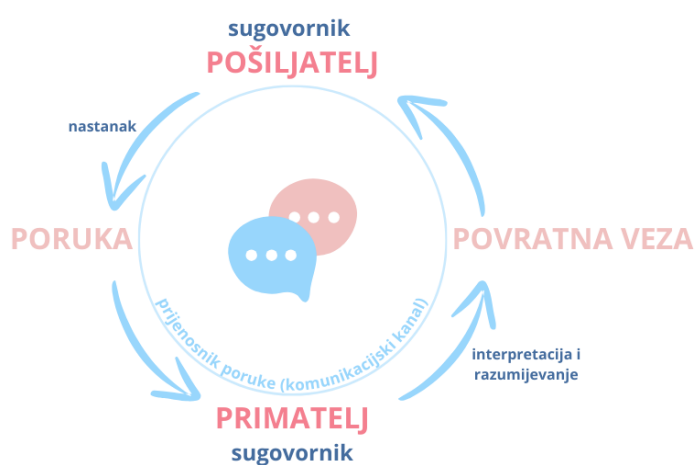 sugovornik
POŠILJATELJ
nastanak
PORUKA
POVRATNA VEZA
prijenosnik poruke (komunikacijski kanal)
interpretacija i
razumijevanje
PRIMATELJ
sugovornik